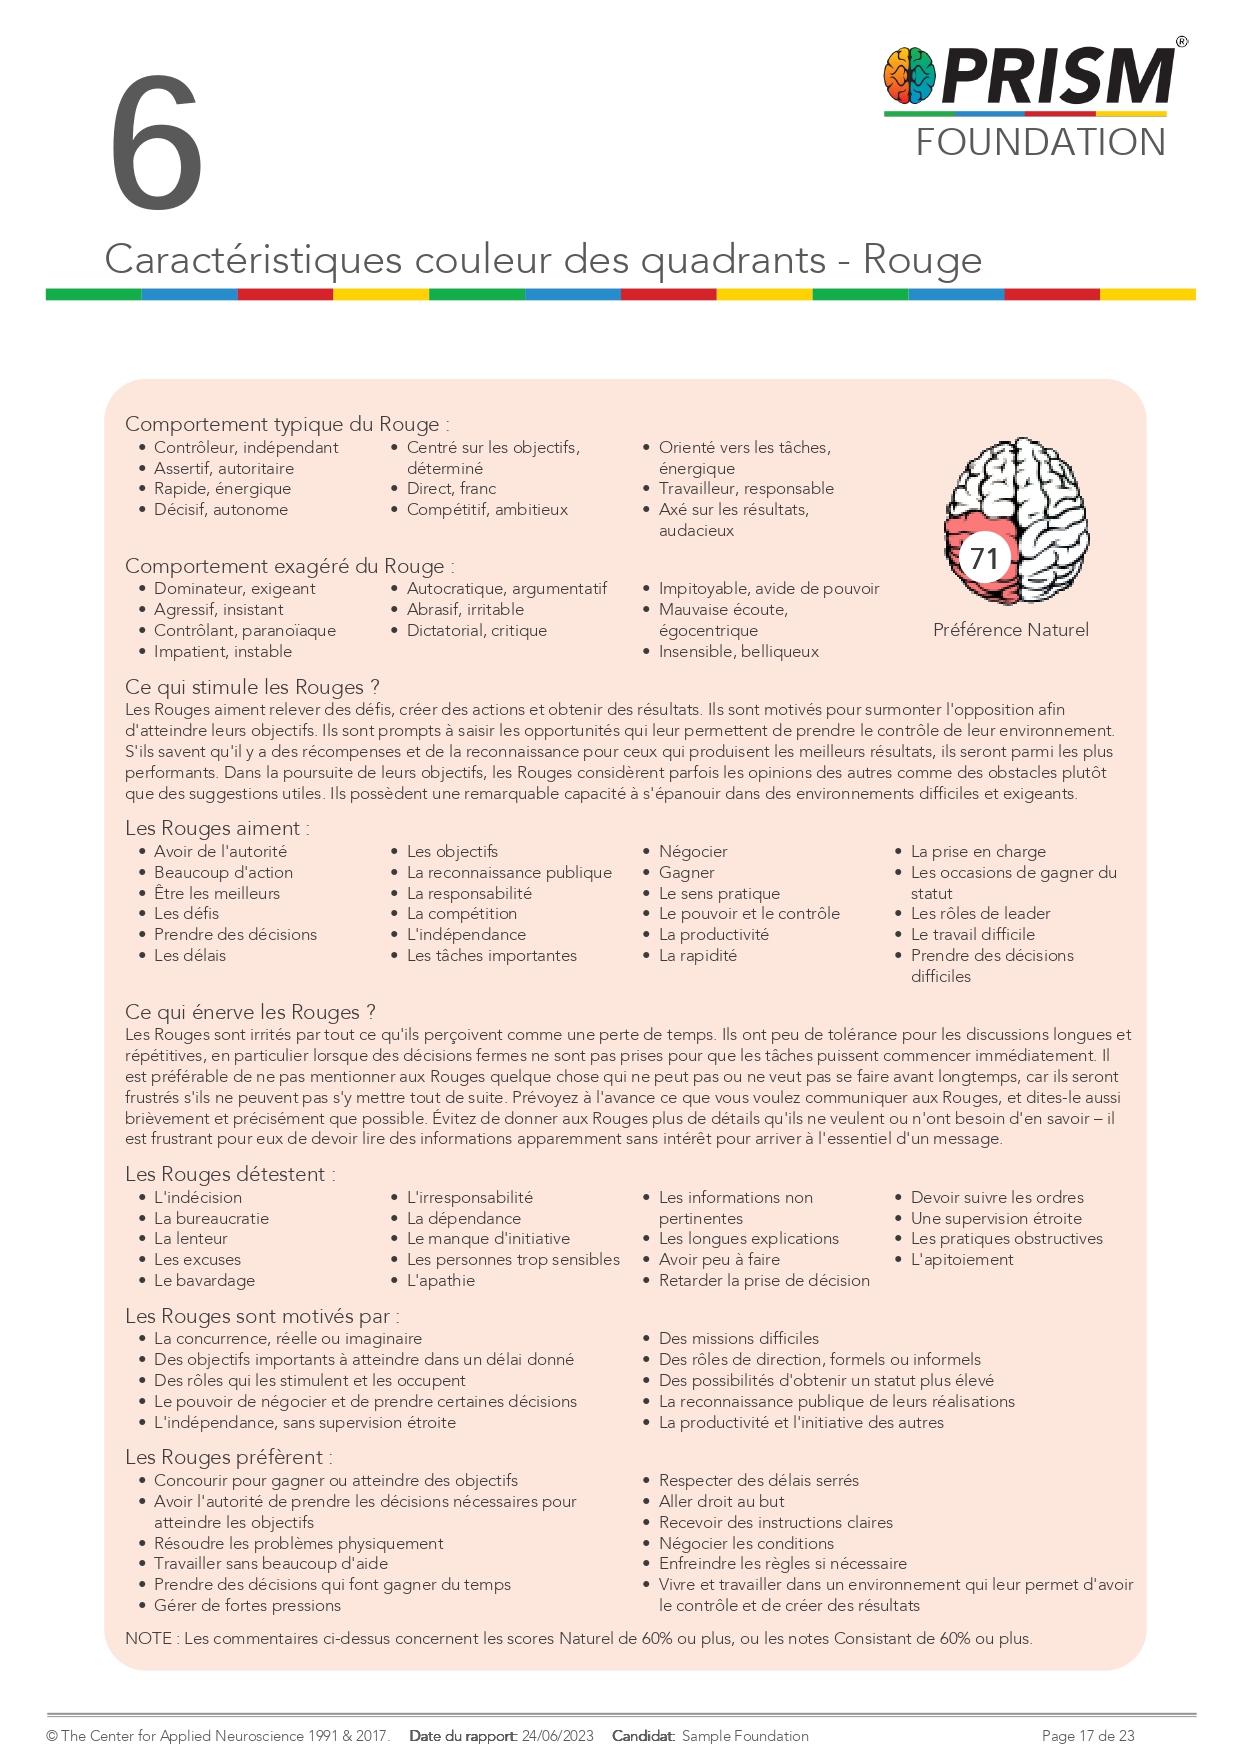 6
PRISM®
FOUNDATION
Caractéristiques couleur des quadrants - Rouge
Comportement typique du Rouge :
• Contrôleur, indépendant
• Assertif, autoritaire
• Rapide, énergique
• Décisif, autonome
• Centré sur les objectifs,
déterminé
• Direct, franc
• Compétitif, ambitieux
• Orienté vers les tâches,
énergique
• Travailleur, responsable
• Axé sur les résultats,
audacieux
71
Préférence Naturel
Comportement exagéré du Rouge :
• Dominateur, exigeant
• Agressif, insistant
• Contrôlant, paranoïaque
• Impatient, instable
• Autocratique, argumentatif
• Abrasif, irritable
• Dictatorial, critique
• Impitoyable, avide de pouvoir
• Mauvaise écoute,
égocentrique
• Insensible, belliqueux
Ce qui stimule les Rouges ?
Les Rouges aiment relever des défis, créer des actions et obtenir des résultats. Ils sont motivés pour surmonter l'opposition afin
d'atteindre leurs objectifs. Ils sont prompts à saisir les opportunités qui leur permettent de prendre le contrôle de leur environnement.
S'ils savent qu'il y a des récompenses et de la reconnaissance pour ceux qui produisent les meilleurs résultats, ils seront parmi les plus
performants. Dans la poursuite de leurs objectifs, les Rouges considèrent parfois les opinions des autres comme des obstacles plutôt
que des suggestions utiles. Ils possèdent une remarquable capacité à s'épanouir dans des environnements difficiles et exigeants.
Les Rouges aiment :
• Avoir de l'autorité
• Beaucoup d'action
• Être les meilleurs
• Les défis
• Prendre des décisions
• Les délais
• Les objectifs
• La reconnaissance publique
• La responsabilité
• La compétition
• L'indépendance
• Les tâches importantes
• Négocier
• Gagner
• Le sens pratique
• Le pouvoir et le contrôle
• La productivité
• La rapidité
• La prise en charge
• Les occasions de gagner du
statut
• Les rôles de leader
• Le travail difficile
• Prendre des décisions
difficiles
Ce qui énerve les Rouges ?
Les Rouges sont irrités par tout ce qu'ils perçoivent comme une perte de temps. Ils ont peu de tolérance pour les discussions longues et
répétitives, en particulier lorsque des décisions fermes ne sont pas prises pour que les tâches puissent commencer immédiatement. Il
est préférable de ne pas mentionner aux Rouges quelque chose qui ne peut pas ou ne veut pas se faire avant longtemps, car ils seront
frustrés s'ils ne peuvent pas s'y mettre tout de suite. Prévoyez à l'avance ce que vous voulez communiquer aux Rouges, et dites-le aussi
brièvement et précisément que possible. Évitez de donner aux Rouges plus de détails qu'ils ne veulent ou n'ont besoin d'en savoir – il
est frustrant pour eux de devoir lire des informations apparemment sans intérêt pour arriver à l'essentiel d'un message.
Les Rouges détestent :
• L'indécision
• La bureaucratie
• La lenteur
• Les excuses
• Le bavardage
• L'irresponsabilité
• La dépendance
• Le manque d'initiative
• Les personnes trop sensibles
• L'apathie
• Les informations non
pertinentes
• Les longues explications
• Avoir peu à faire
• Retarder la prise de décision
• Devoir suivre les ordres
• Une supervision étroite
• Les pratiques obstructives
• L'apitoiement
Les Rouges sont motivés par :
• La concurrence, réelle ou imaginaire
• Des objectifs importants à atteindre dans un délai donné
• Des rôles qui les stimulent et les occupent
• Le pouvoir de négocier et de prendre certaines décisions
• L'indépendance, sans supervision étroite
• Des missions difficiles
• Des rôles de direction, formels ou informels
• Des possibilités d'obtenir un statut plus élevé
• La reconnaissance publique de leurs réalisations
• La productivité et l'initiative des autres
Les Rouges préfèrent :
• Concourir pour gagner ou atteindre des objectifs
• Avoir l'autorité de prendre les décisions nécessaires pour
atteindre les objectifs
• Résoudre les problèmes physiquement
• Travailler sans beaucoup d'aide
• Prendre des décisions qui font gagner du temps
• Gérer de fortes pressions
• Respecter des délais serrés
• Aller droit au but
• Recevoir des instructions claires
• Négocier les conditions
• Enfreindre les règles si nécessaire
• Vivre et travailler dans un environnement qui leur permet d'avoir
le contrôle et de créer des résultats
NOTE : Les commentaires ci-dessus concernent les scores Naturel de 60% ou plus, ou les notes Consistant de 60% ou plus.
© The Center for Applied Neuroscience 1991 & 2017. Date du rapport: 24/06/2023 Candidat: Sample Foundation Page 17 de 23